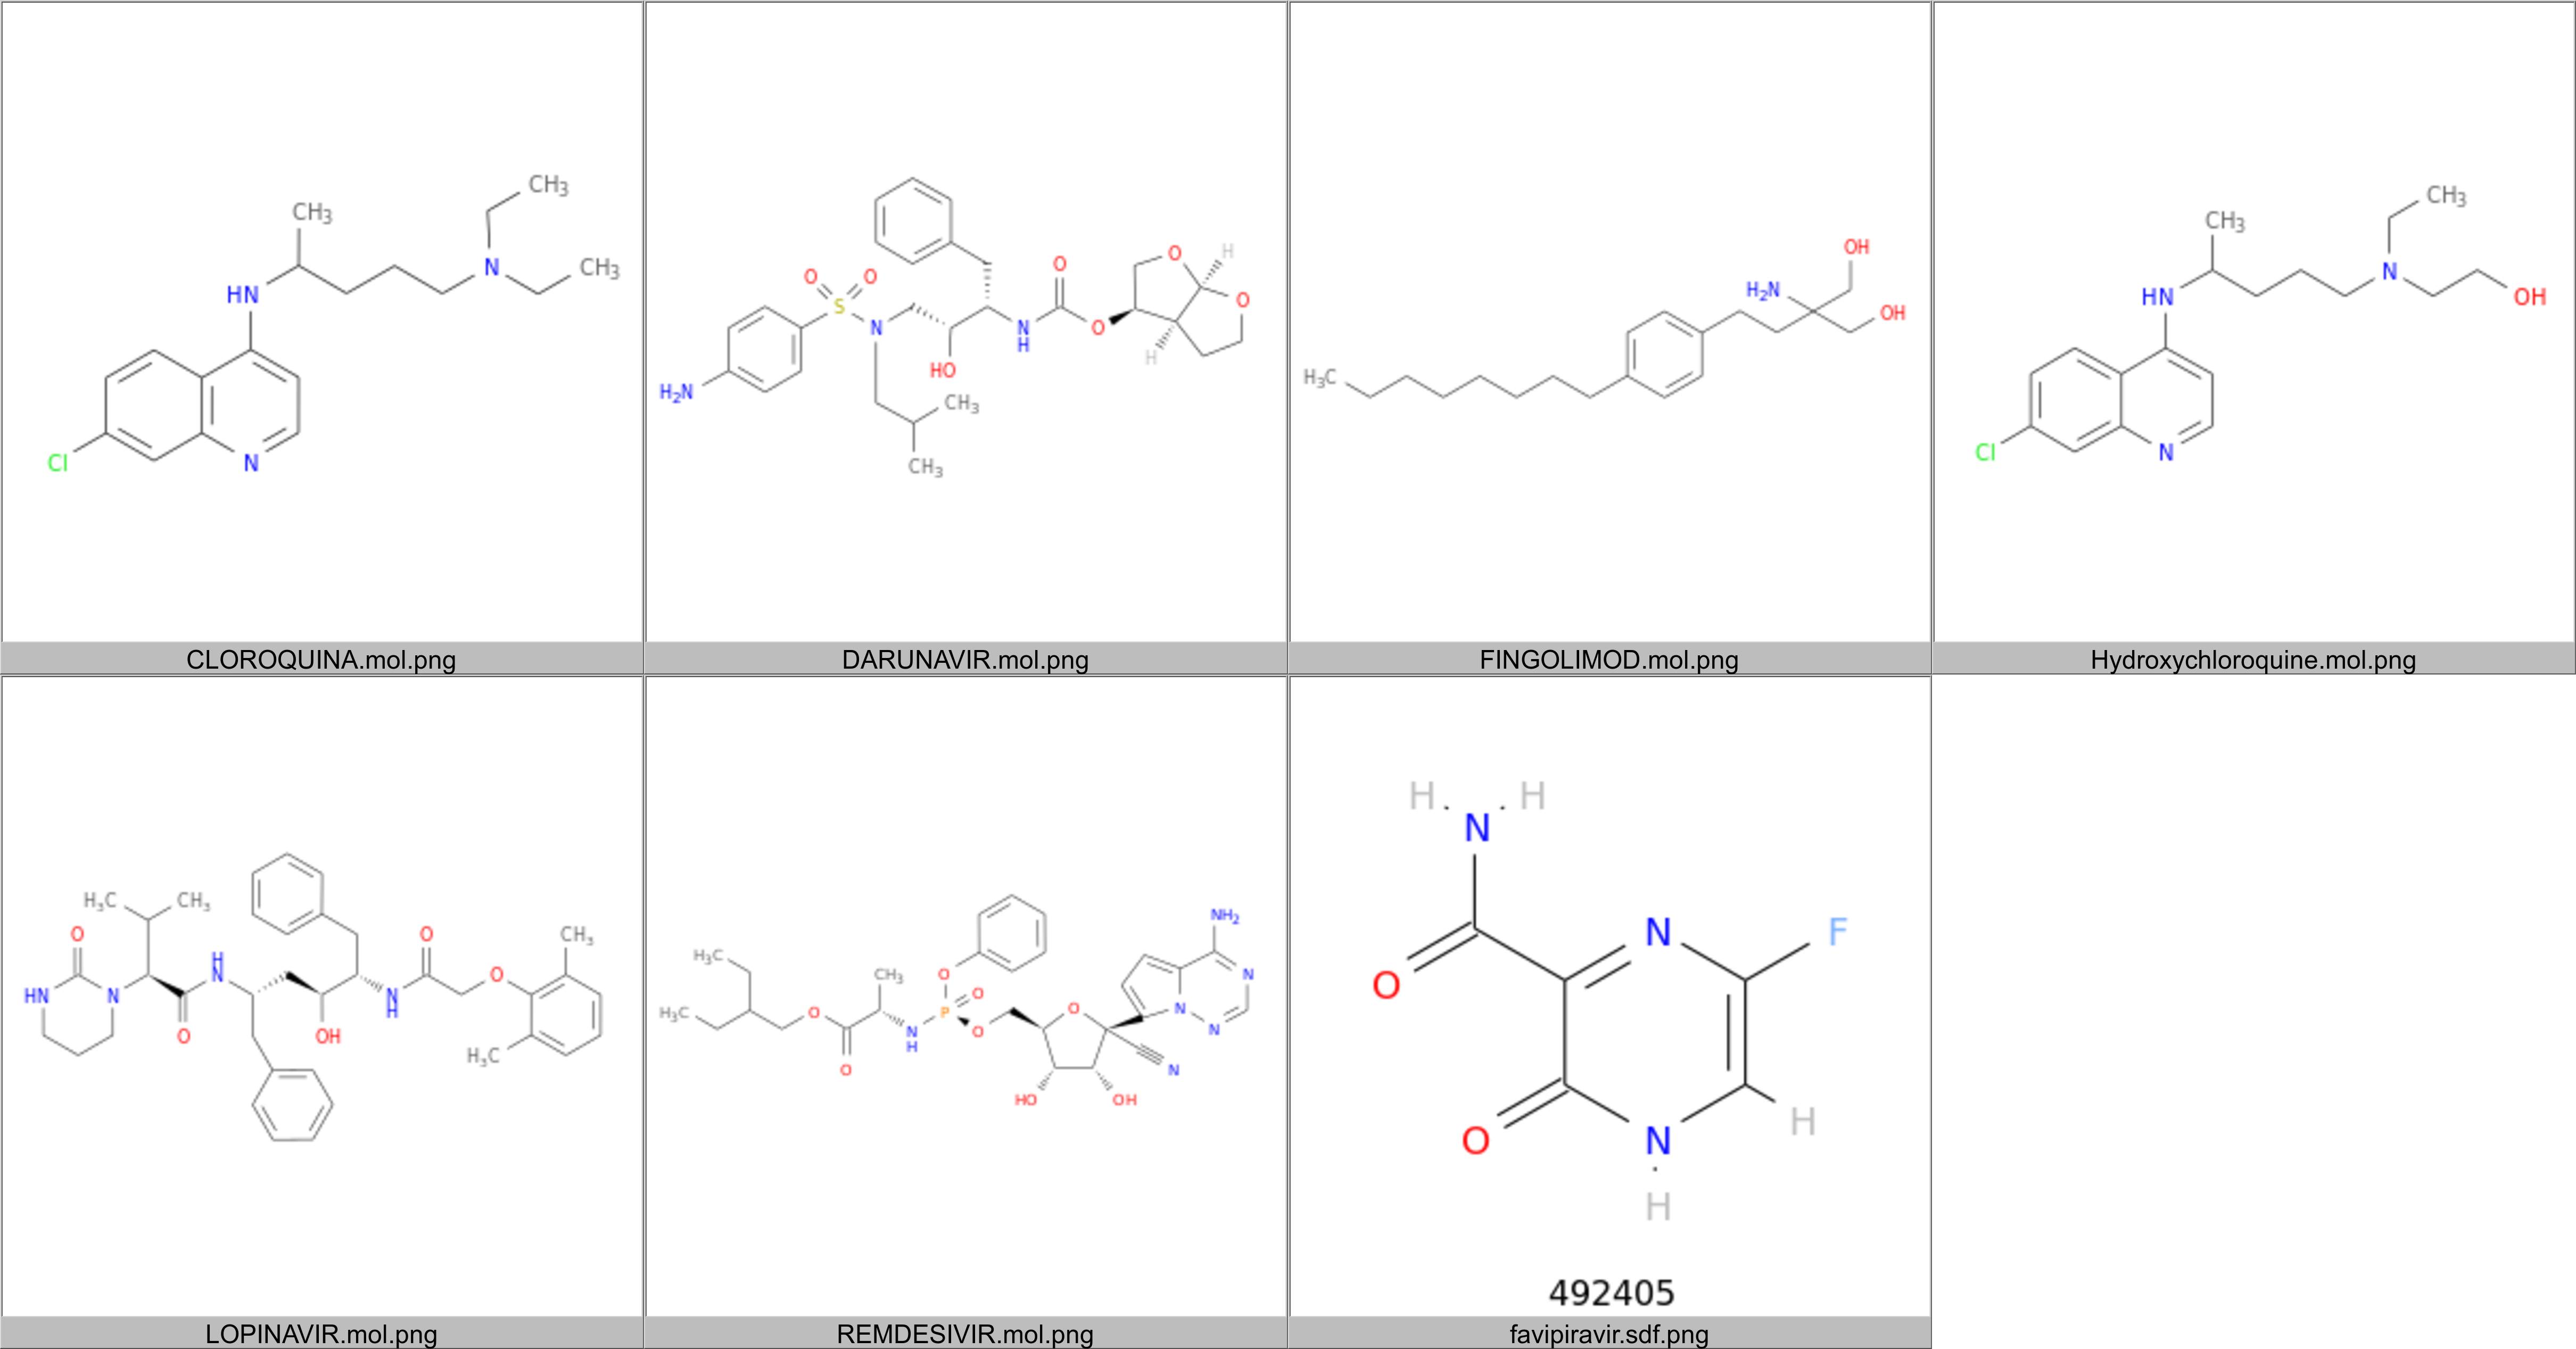 CH₃
CH₃
CH₃
N
HN
N
Cl
CLOROQUINA.mol.png
O
H
O
O
O
O
S
N
N
H
O
H
HO
H₂N
CH₃
CH₃
DARUNAVIR.mol.png
OH
H₂N
OH
H₃C
FINGOLIMOD.mol.png
CH₃
CH₃
N
HN
OH
N
Cl
Hydroxychloroquine.mol.png
H₃C
CH₃
O
O
CH₃
H
N
O
HN
N
N
H
O
OH
H₃C
LOPINAVIR.mol.png
NH₂
H₃C
CH₃
O
N
O
H₃C
O
P
O
N
N
N
H
O
O
N
HO
OH
REMDESIVIR.mol.png
H
H
N
N
F
O
O
N
H
H
492405
favipiravir.sdf.png